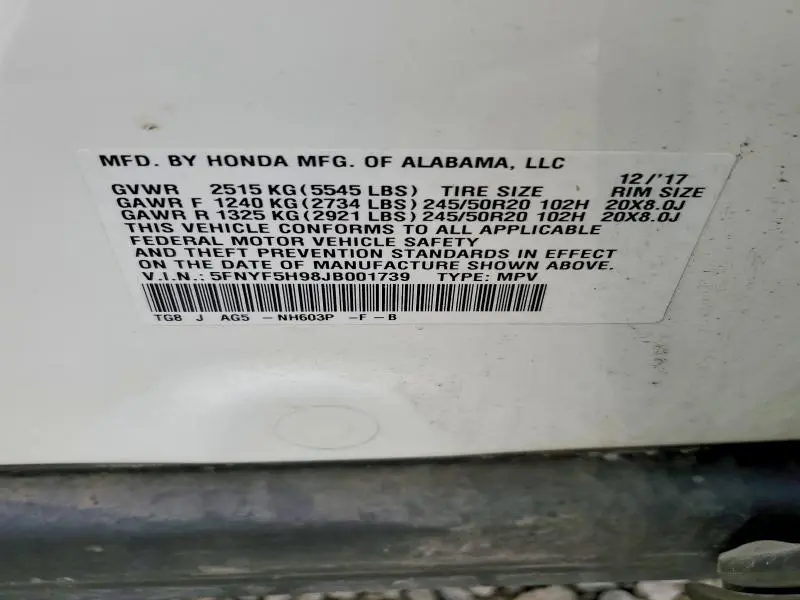 MFD. BY HONDA MFG. OF ALABAMA, LLC
12/'17
GVWR 2515 KG(5545 LBS) TIRE SIZE RIM SIZE
GAWR F 1240 KG(2734 LBS)245/50R20 102H 20X8.0J
GAWR R 1325 KG(2921 LBS)245/50R20 102H 20X8.0J
THIS VEHICLE CONFORMS TO ALL APPLICABLE
FEDERAL MOTOR VEHICLE SAFETY
AND THEFT PREVENTION STANDARDS IN EFFECT
ON THE DATE OF MANUFACTURE SHOWN ABOVE.
V.I.N.: 5FNYF5H98JB001739 TYPE: MPV
TG8 J AG5 -NH603P -F-B